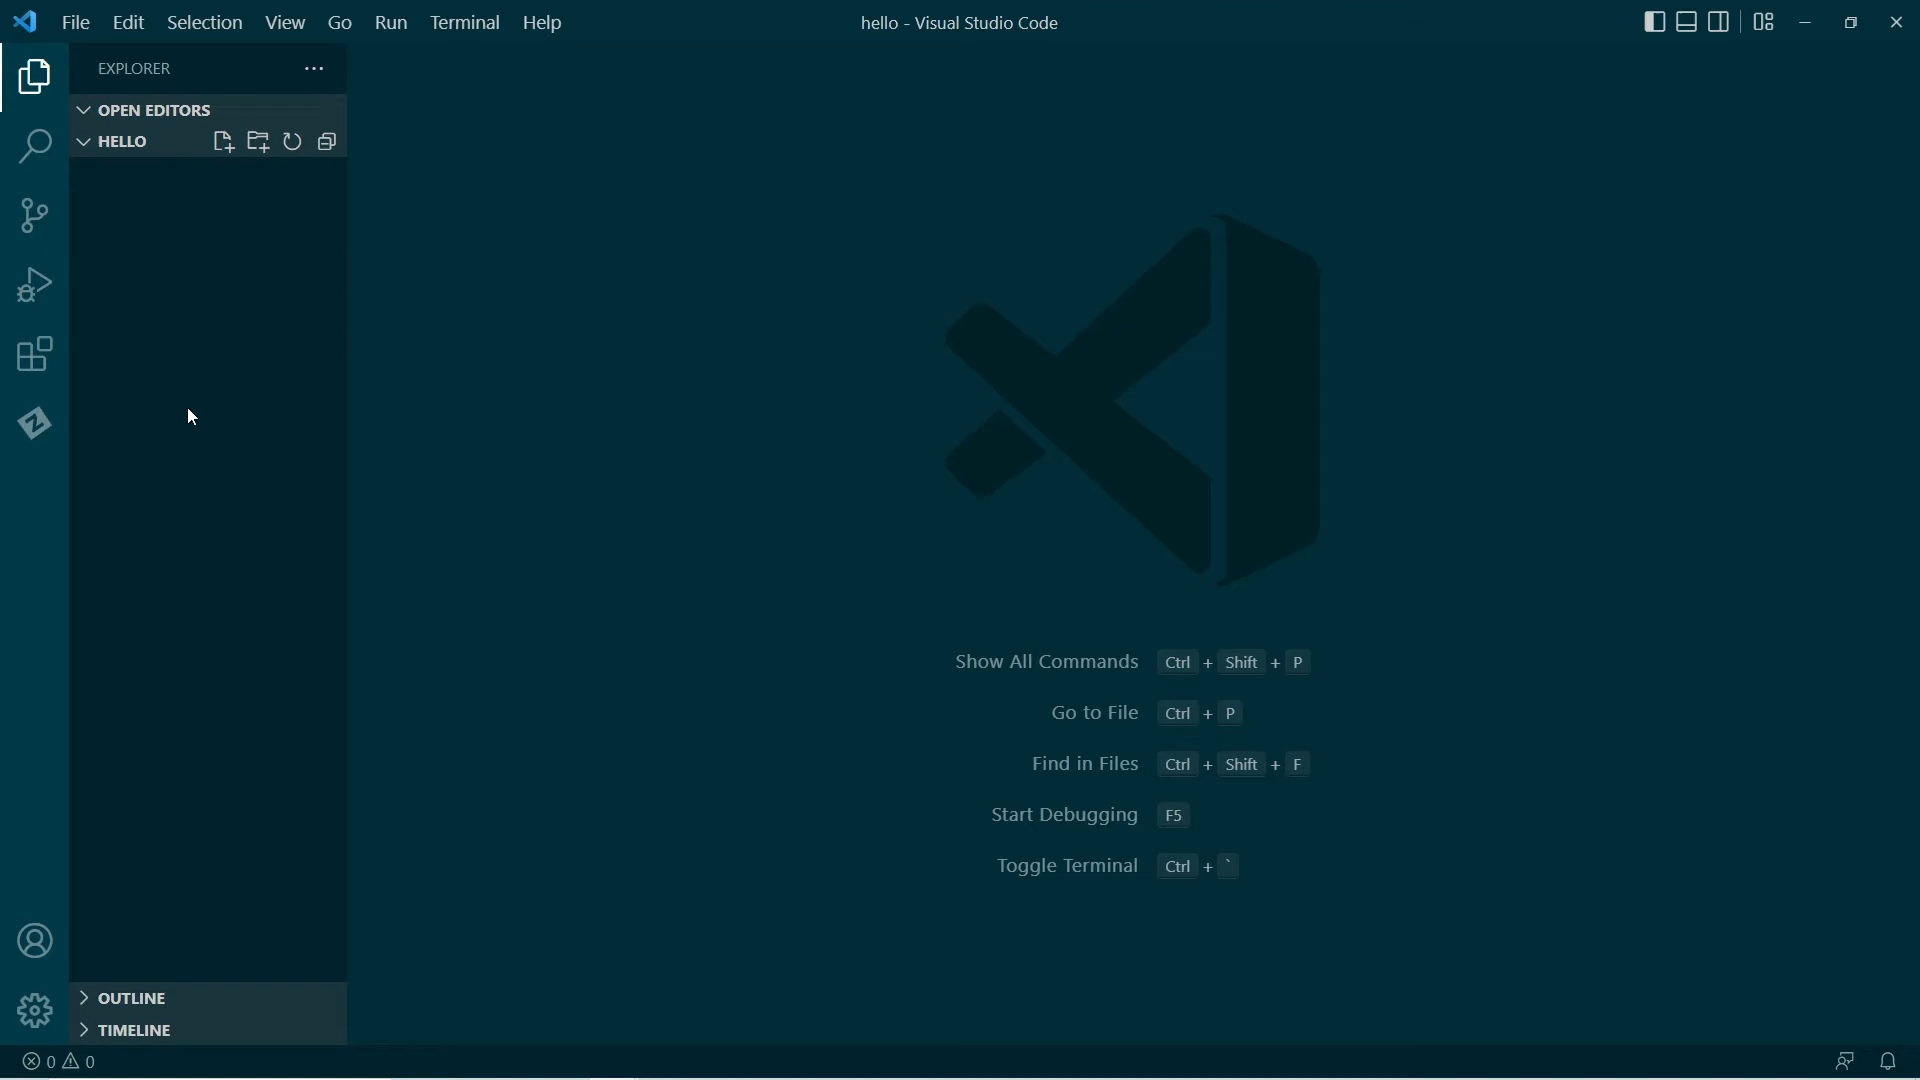 File Edit Selection View Go Run Terminal Help
hello - Visual Studio Code
EXPLORER
OPEN EDITORS
HELLO
Show All Commands Ctrl + Shift + P
Go to File Ctrl + P
Find in Files Ctrl + Shift + F
Start Debugging F5
Toggle Terminal Ctrl + `
OUTLINE
TIMELINE
0 0